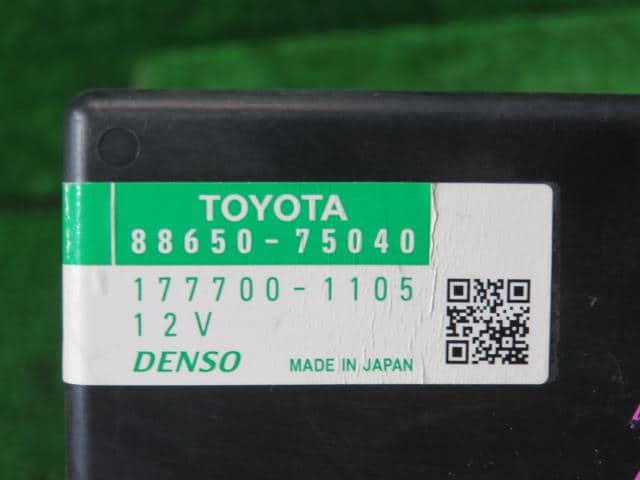 TOYOTA
88650-75040
177700-1105
12V
DENSO MADE IN JAPAN